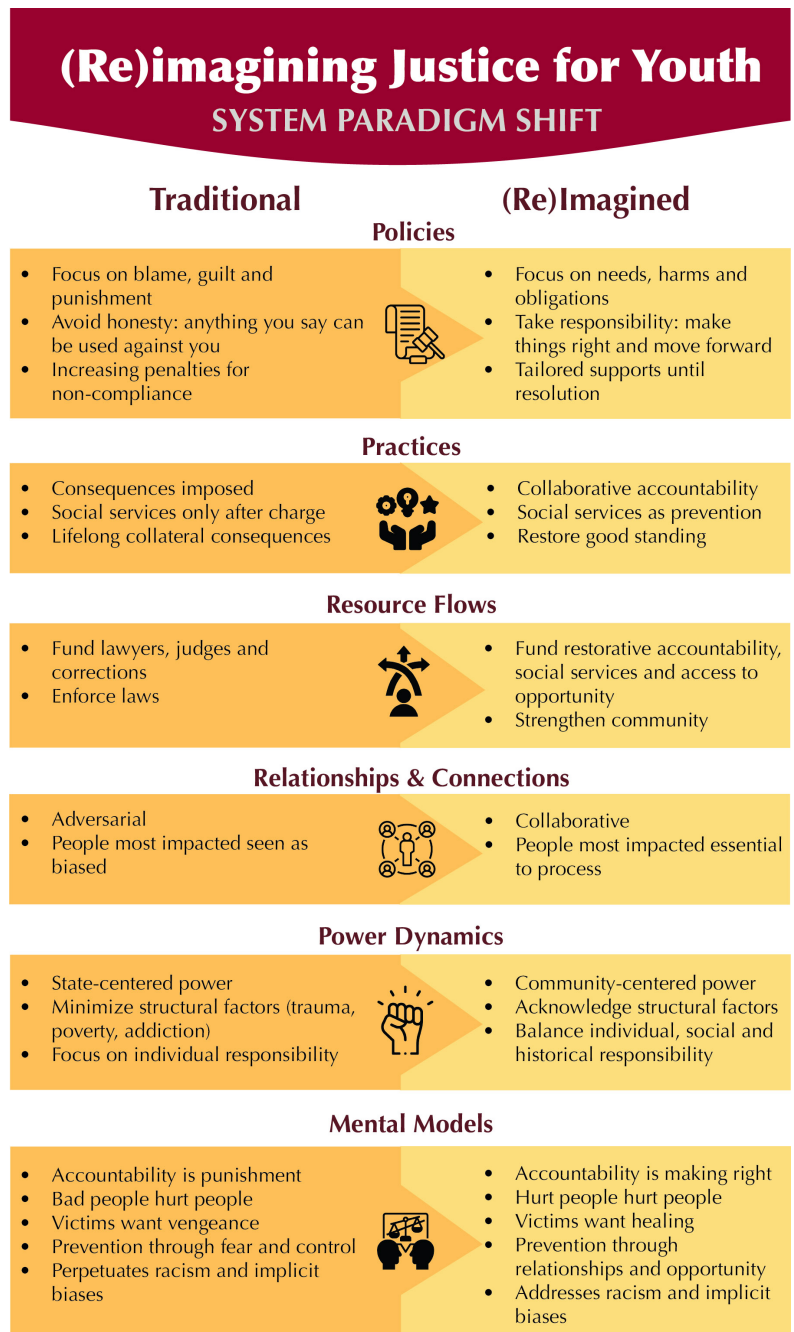 (Re)imagining Justice for Youth
SYSTEM PARADIGM SHIFT
Traditional
(Re)Imagined
Policies
• Focus on blame, guilt and
punishment
• Avoid honesty: anything you say can
be used against you
• Increasing penalties for
non-compliance
• Focus on needs, harms and
obligations
• Take responsibility: make
things right and move forward
• Tailored supports until
resolution
Practices
• Consequences imposed
• Social services only after charge
• Lifelong collateral consequences
• Collaborative accountability
• Social services as prevention
• Restore good standing
Resource Flows
• Fund lawyers, judges and
corrections
• Enforce laws
• Fund restorative accountability,
social services and access to
opportunity
• Strengthen community
Relationships & Connections
• Adversarial
• People most impacted seen as
biased
• Collaborative
• People most impacted essential
to process
Power Dynamics
• State-centered power
• Minimize structural factors (trauma,
poverty, addiction)
• Focus on individual responsibility
• Community-centered power
• Acknowledge structural factors
• Balance individual, social and
historical responsibility
Mental Models
• Accountability is punishment
• Bad people hurt people
• Victims want vengeance
• Prevention through fear and control
• Perpetuates racism and implicit
biases
• Accountability is making right
• Hurt people hurt people
• Victims want healing
• Prevention through
relationships and opportunity
• Addresses racism and implicit
biases